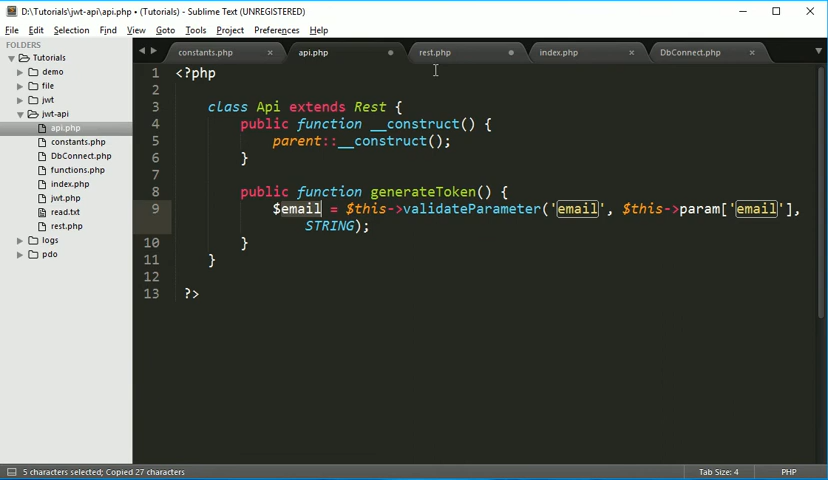 D:\Tutorials\jwt-api\api.php • (Tutorials) - Sublime Text (UNREGISTERED)
File Edit Selection Find View Goto Tools Project Preferences Help
FOLDERS
Tutorials
demo
file
jwt
jwt-api
api.php
constants.php
DbConnect.php
functions.php
index.php
jwt.php
read.txt
rest.php
logs
pdo
constants.php × api.php • rest.php • index.php × DbConnect.php ×
1 <?php
2
3 class Api extends Rest {
4 public function __construct() {
5 parent::__construct();
6 }
7
8 public function generateToken() {
9 $email = $this->validateParameter('email', $this->param['email'],
STRING);
10 }
11 }
12
13 ?>
5 characters selected; Copied 27 characters Tab Size: 4 PHP